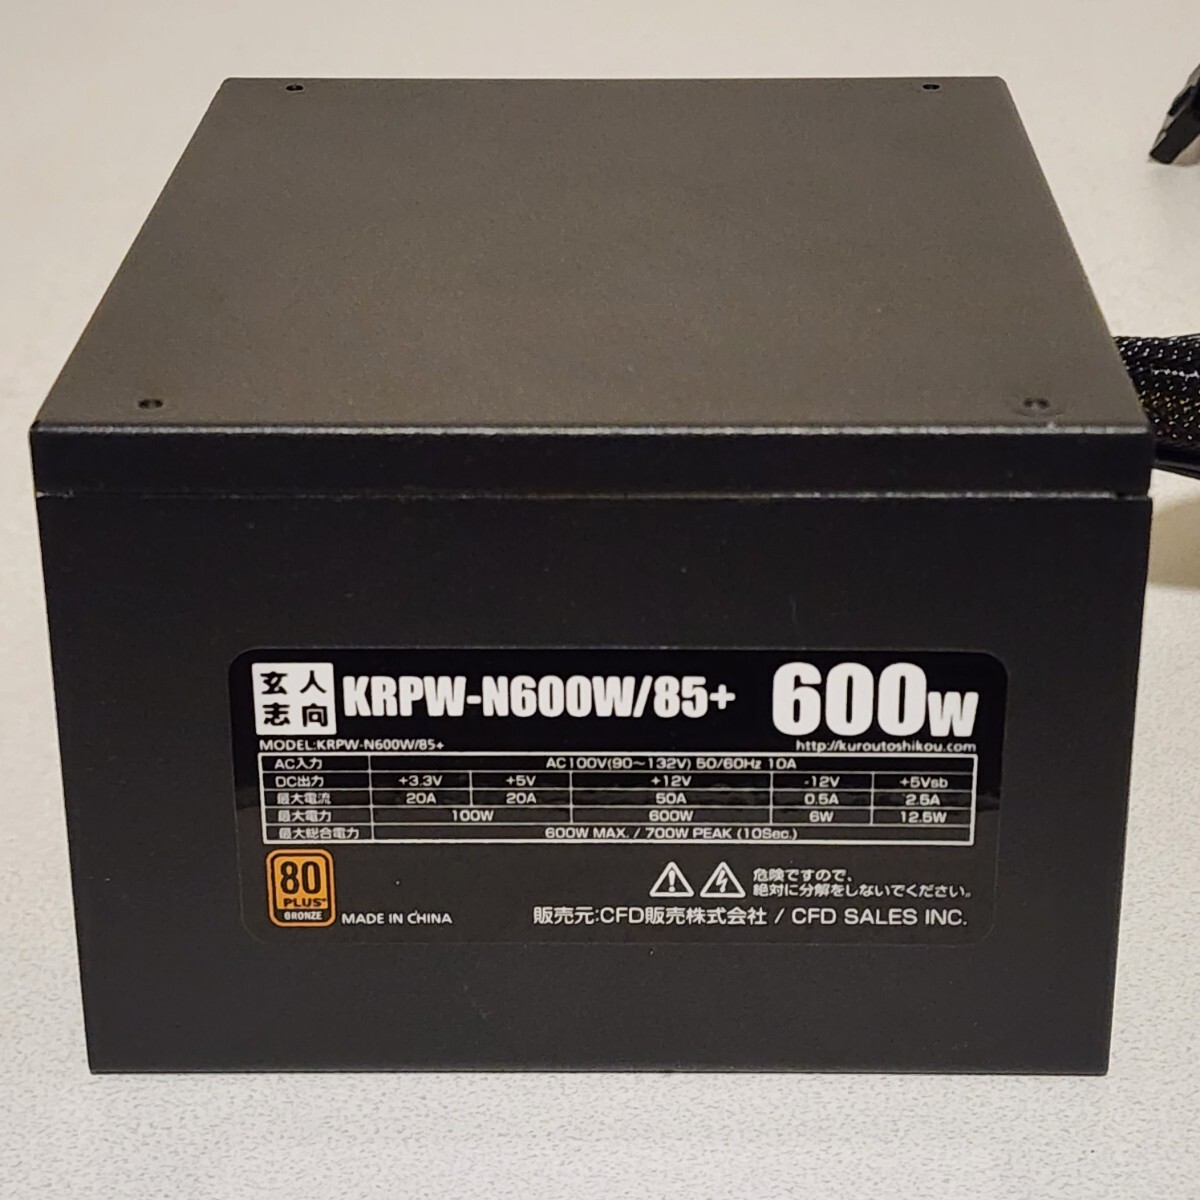 玄人
志向
KRPW-N600W/85+
600W
http://kuroutoshikou.com
MODEL:KRPW-N600W/85+
AC入力 AC100V(90～132V) 50/60Hz 10A
DC出力 +3.3V +5V +12V -12V +5Vsb
最大電流 20A 20A 50A 0.5A 2.5A
最大電力 100W 600W 6W 12.5W
最大総合電力 600W MAX. / 700W PEAK (10Sec.)
80
PLUS
BRONZE
MADE IN CHINA
危険ですので、
絶対に分解をしないでください。
販売元:CFD販売株式会社 / CFD SALES INC.